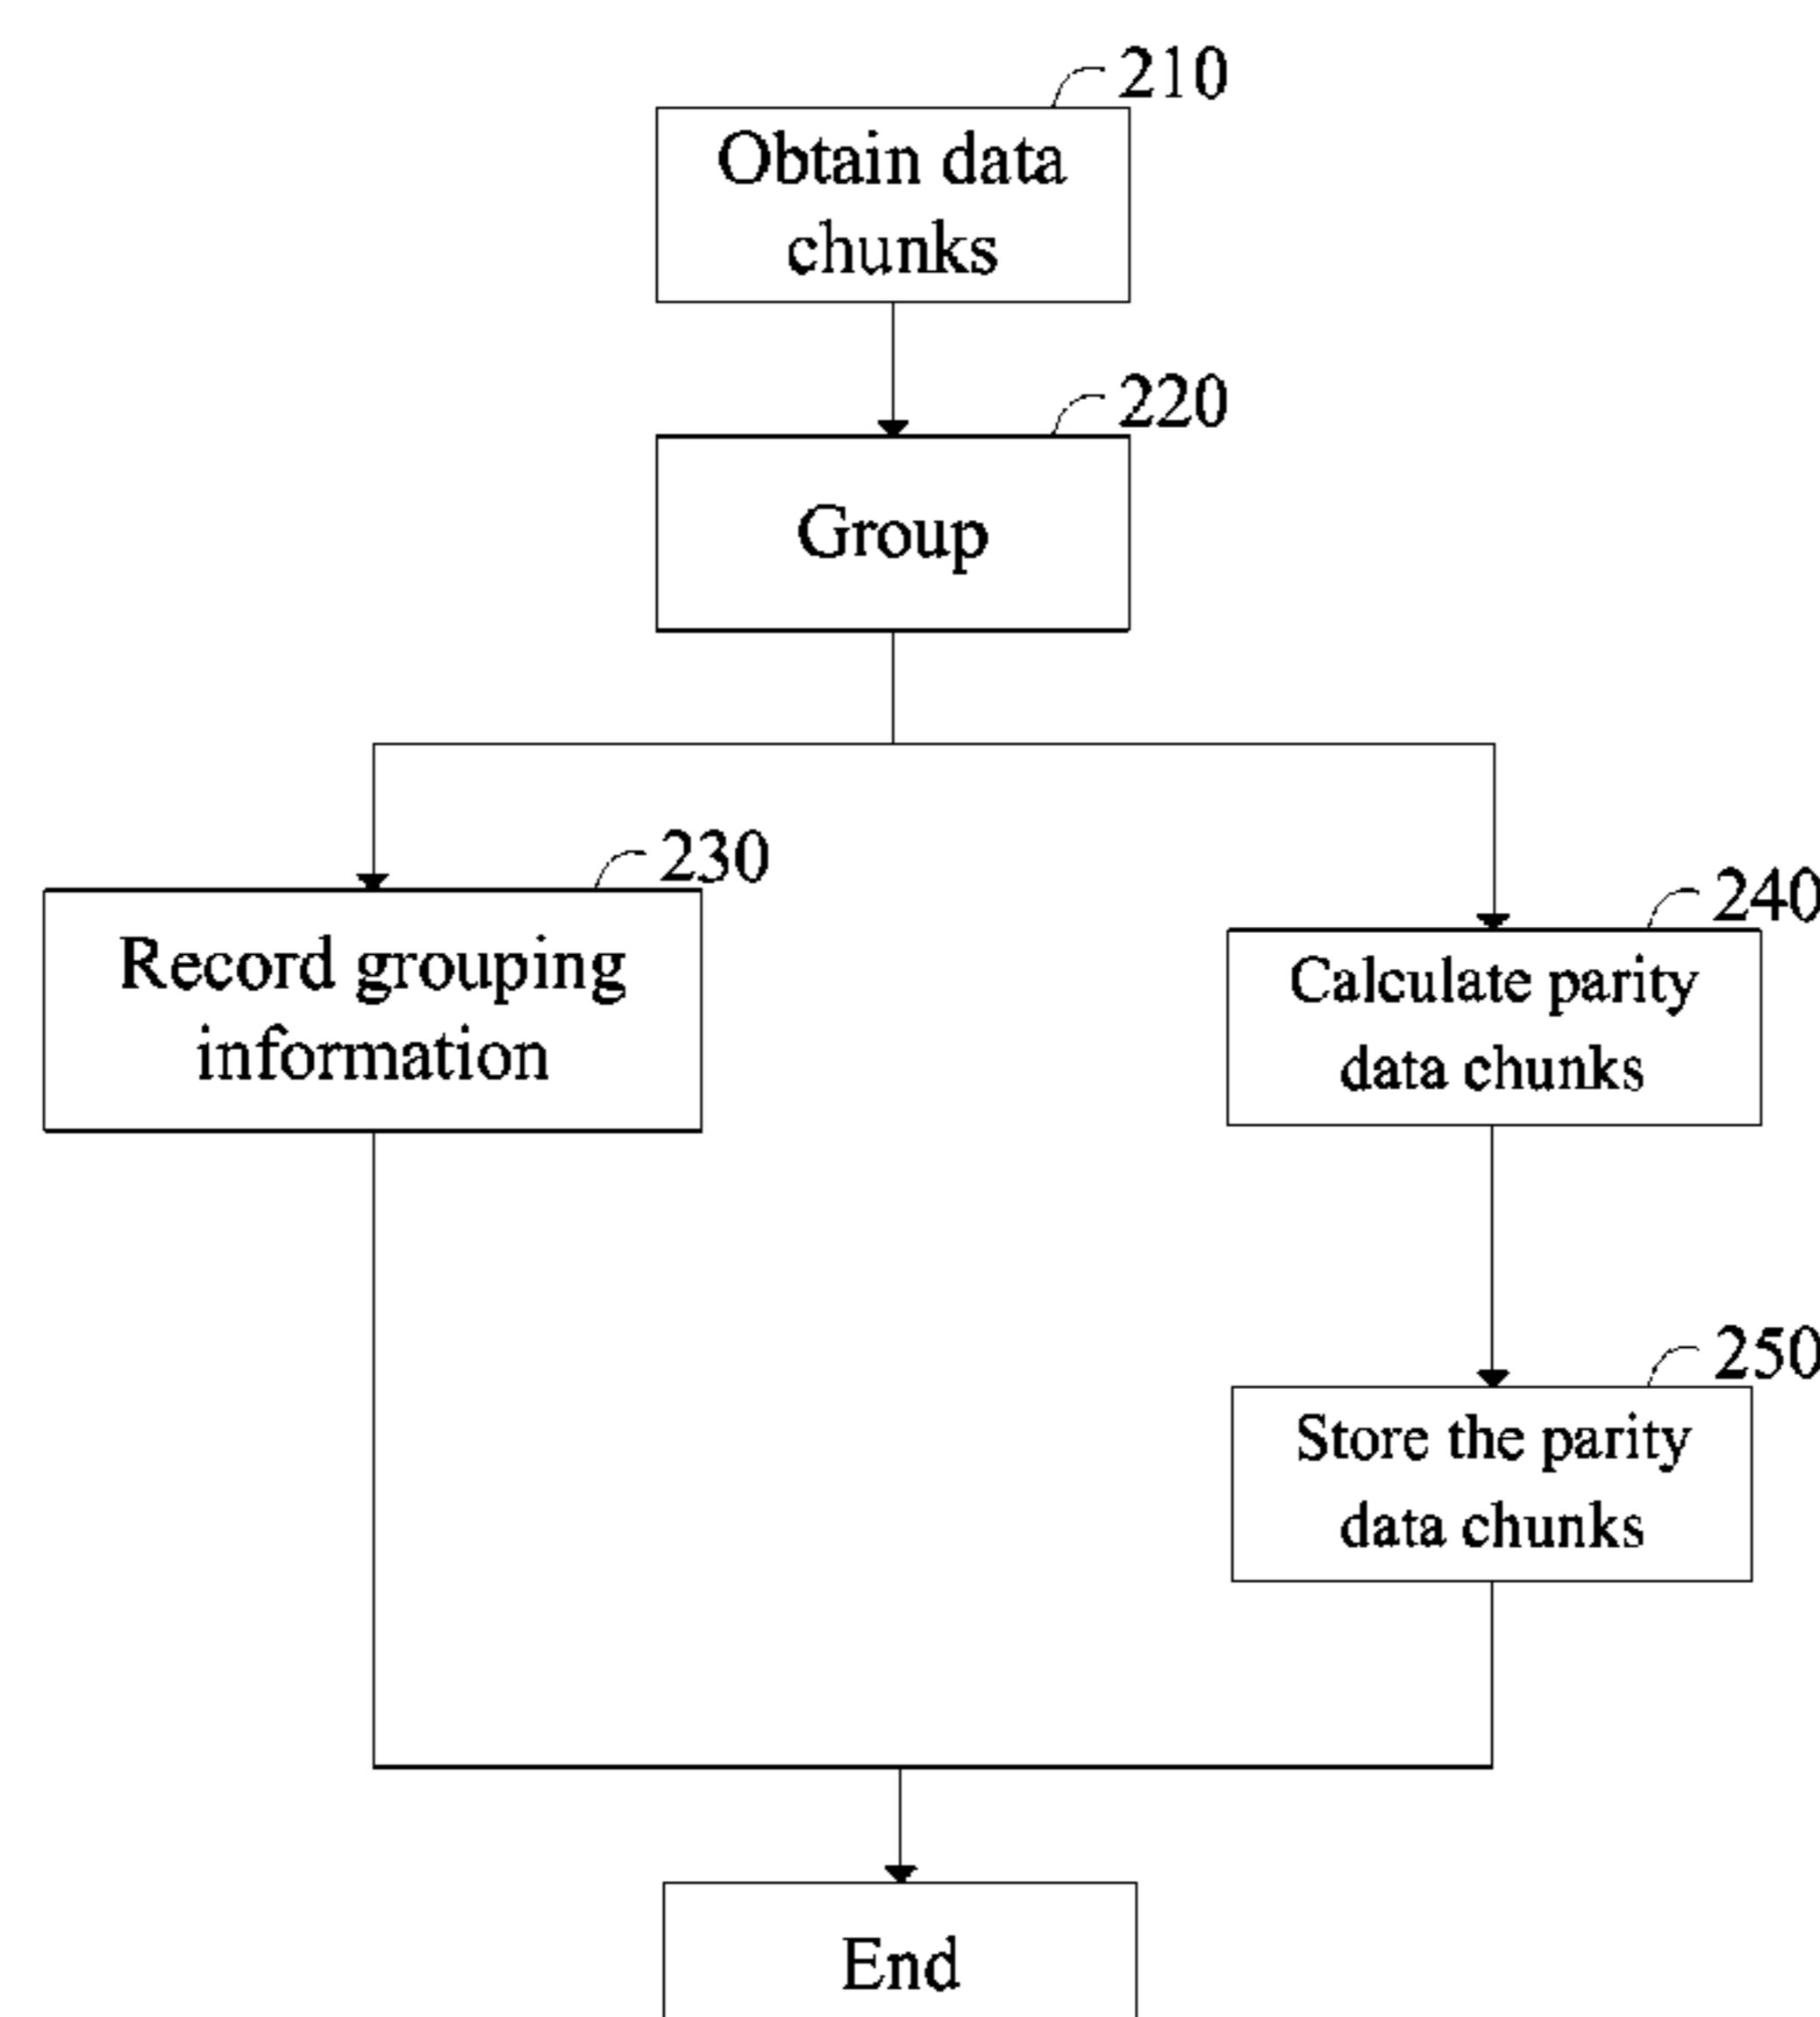 210
Obtain data
chunks
220
Group
230
Record grouping
information
240
Calculate parity
data chunks
250
Store the parity
data chunks
End